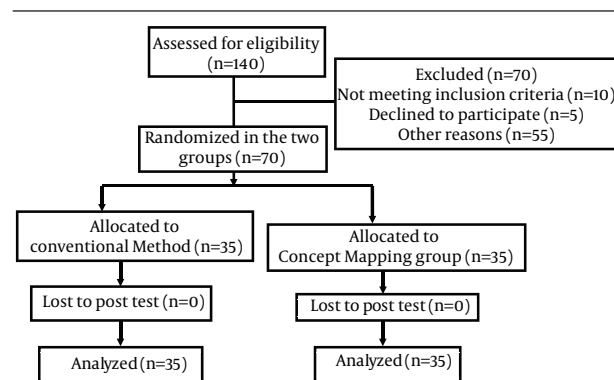 Assessed for eligibility
(n=140)
Excluded (n=70)
Not meeting inclusion criteria (n=10)
Declined to participate (n=5)
Other reasons (n=55)
Randomized in the two
groups (n=70)
Allocated to
conventional Method (n=35)
Allocated to
Concept Mapping group (n=35)
Lost to post test (n=0)
Lost to post test (n=0)
Analyzed (n=35)
Analyzed (n=35)